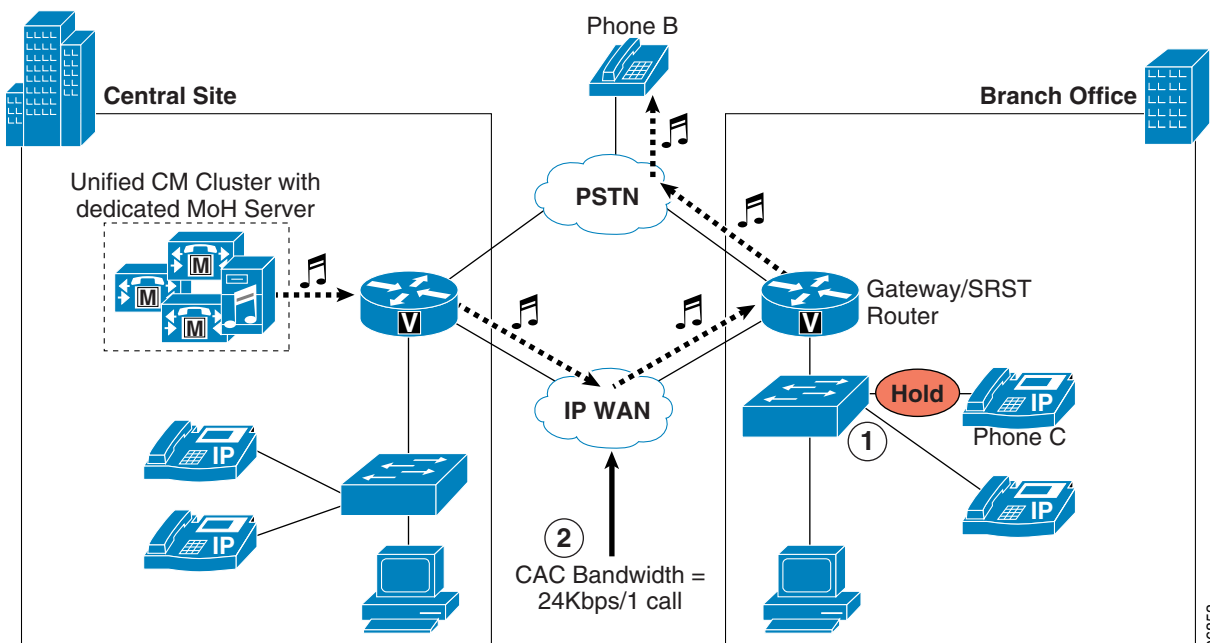 Phone B
Central Site
Branch Office
Unified CM Cluster with
dedicated MoH Server
M
M
M
PSTN
V
V
Gateway/SRST
Router
IP WAN
Hold
IP
Phone C
1
IP
IP
IP
2
CAC Bandwidth =
24Kbps/1 call